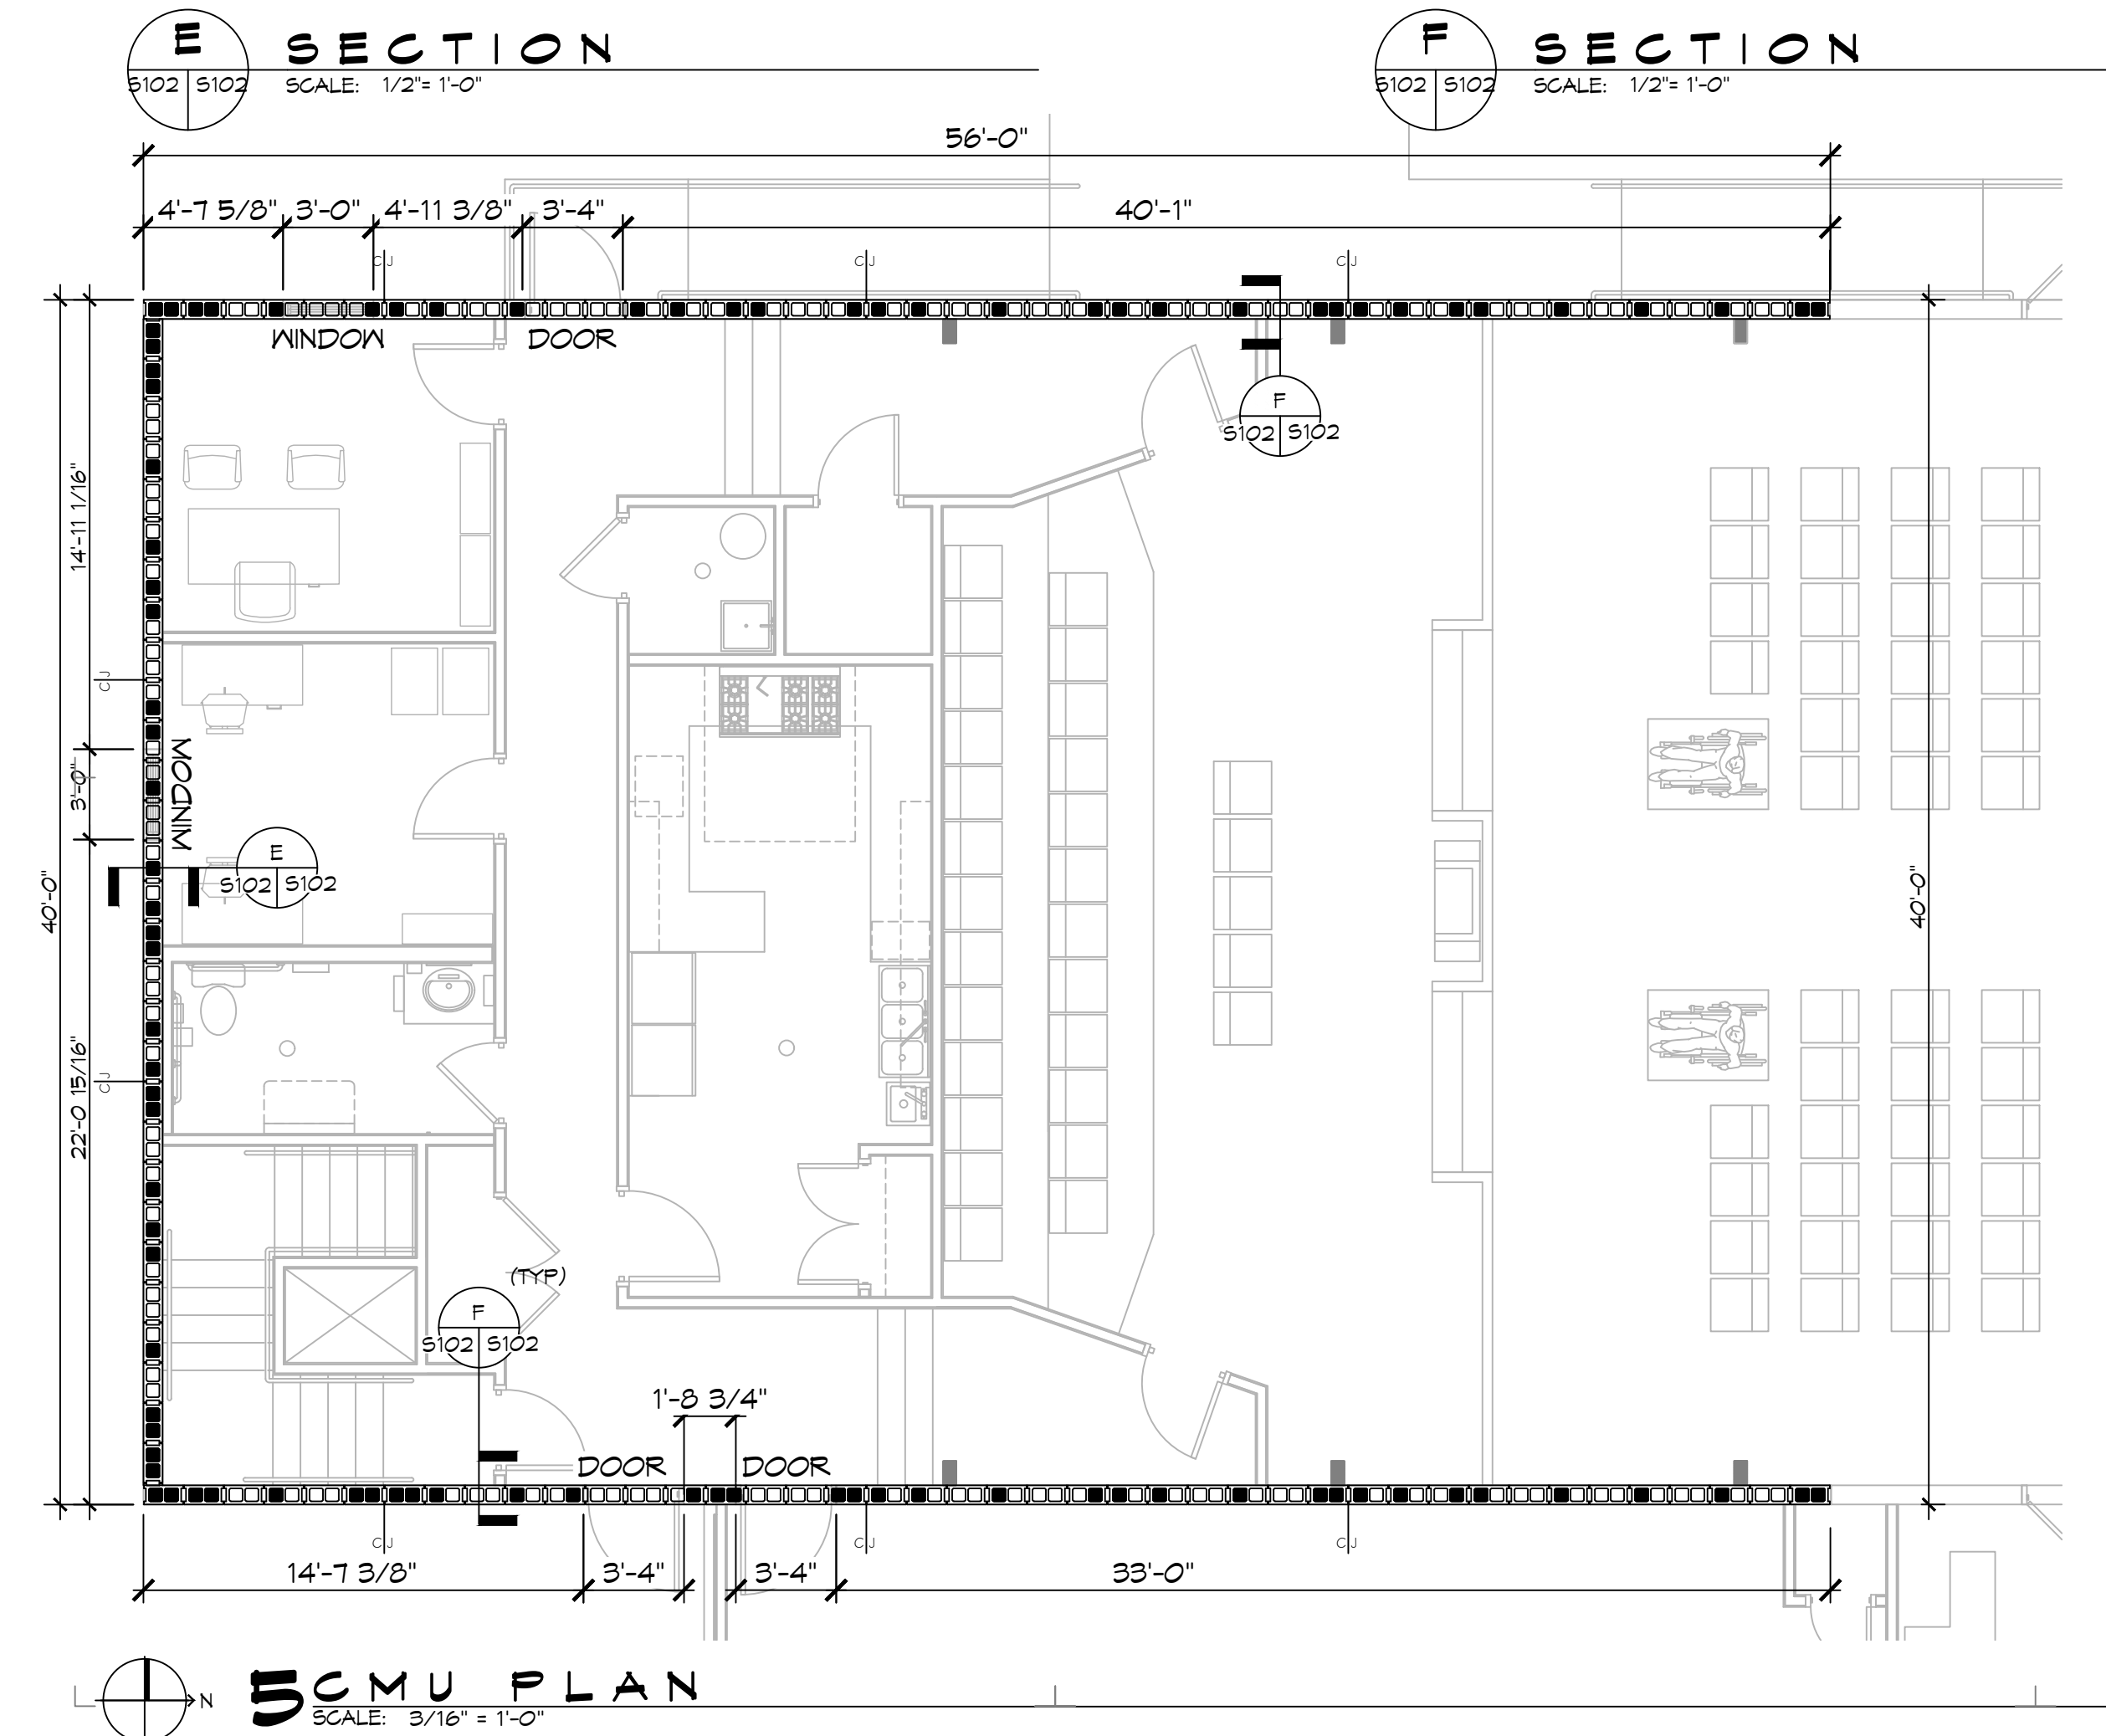 E
S102 S102
SECTION
SCALE: 1/2"= 1'-0"
F
S102 S102
SECTION
SCALE: 1/2"= 1'-0"
56'-0"
4'-7 5/8" 3'-0" 4'-11 3/8" 3'-4" 40'-1"
CJ CJ CJ
WINDOW DOOR
F
S102 S102
14'-11 1/16"
CJ
3'-0"
WINDOW
E
S102 S102
40'-0"
40'-0"
22'-0 15/16"
CJ
(TYP)
F
S102 S102
1'-8 3/4"
DOOR DOOR
CJ CJ CJ
14'-7 3/8" 3'-4" 3'-4" 33'-0"
N
5 CMU PLAN
SCALE: 3/16" = 1'-0"